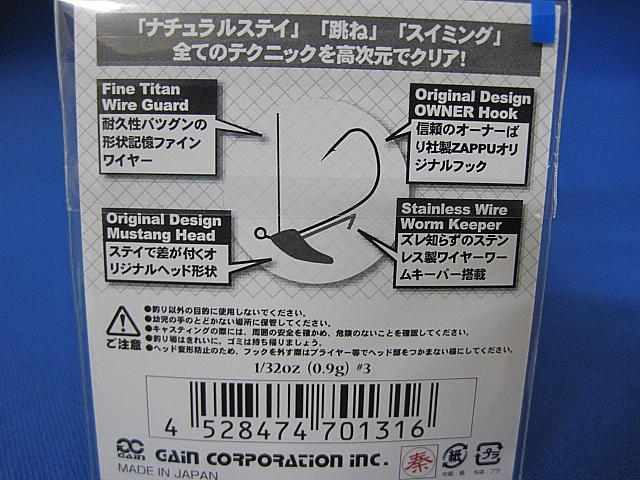 「ナチュラルステイ」「跳ね」「スイミング」
全てのテクニックを高次元でクリア!
Fine Titan
Wire Guard
耐久性バツグンの
形状記憶ファイン
ワイヤー
Original Design
OWNER Hook
信頼のオーナーば
り社製ZAPPUオリ
ジナルフック
Original Design
Mustang Head
ステイで差が付くオ
リジナルヘッド形状
Stainless Wire
Worm Keeper
ズレ知らずのステン
レス製ワイヤーワー
ムキーパー搭載
ご注意
●釣り以外の目的に使用しないでください。
●幼児の手のとどかない場所に保管してください。
●キャスティングの際には、周囲の安全を確かめ、危険のないことを確認してください。
●釣り場はきれいに、ゴミは持ち帰りましょう。
●ヘッド変形防止のため、フックを外す際はプライヤー等でヘッド部をつかまない様にしてください。
1/32oz (0.9g) #3
4 528474 701316
GAIN
GAIN CORPORATION INC.
MADE IN JAPAN
秦
紙
プラ
中紙:紙
外袋:プラ